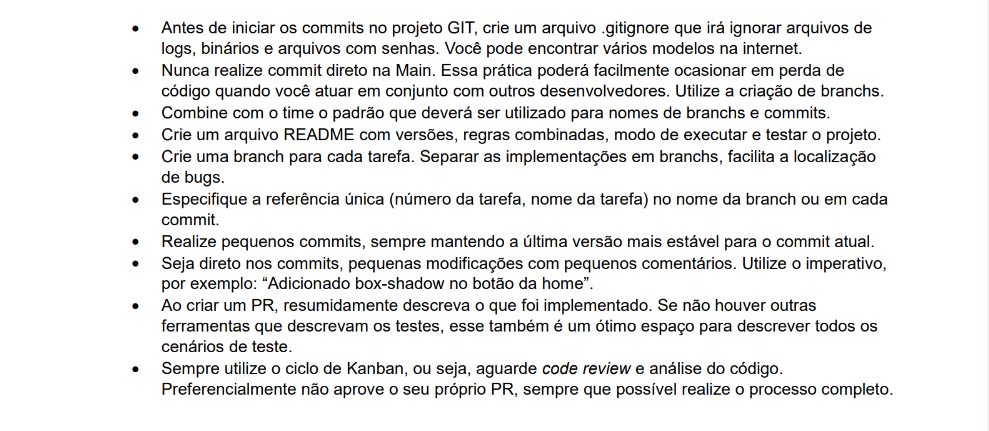 • Antes de iniciar os commits no projeto GIT, crie um arquivo .gitignore que irá ignorar arquivos de
logs, binários e arquivos com senhas. Você pode encontrar vários modelos na internet.
• Nunca realize commit direto na Main. Essa prática poderá facilmente ocasionar em perda de
código quando você atuar em conjunto com outros desenvolvedores. Utilize a criação de branchs.
• Combine com o time o padrão que deverá ser utilizado para nomes de branchs e commits.
• Crie um arquivo README com versões, regras combinadas, modo de executar e testar o projeto.
• Crie uma branch para cada tarefa. Separar as implementações em branchs, facilita a localização
de bugs.
• Especifique a referência única (número da tarefa, nome da tarefa) no nome da branch ou em cada
commit.
• Realize pequenos commits, sempre mantendo a última versão mais estável para o commit atual.
• Seja direto nos commits, pequenas modificações com pequenos comentários. Utilize o imperativo,
por exemplo: “Adicionado box-shadow no botão da home”.
• Ao criar um PR, resumidamente descreva o que foi implementado. Se não houver outras
ferramentas que descrevam os testes, esse também é um ótimo espaço para descrever todos os
cenários de teste.
• Sempre utilize o ciclo de Kanban, ou seja, aguarde code review e análise do código.
Preferencialmente não aprove o seu próprio PR, sempre que possível realize o processo completo.